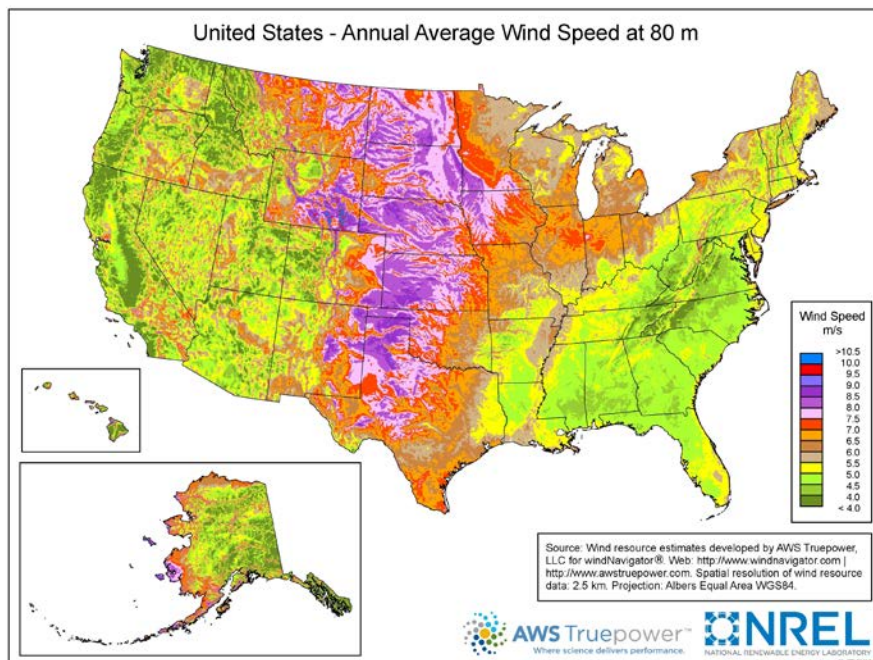 United States - Annual Average Wind Speed at 80 m
Wind Speed
m/s
>10.5
10.0
9.5
9.0
8.5
8.0
7.5
7.0
6.5
6.0
5.5
5.0
4.5
4.0
< 4.0
Source: Wind resource estimates developed by AWS Truepower,
LLC for windNavigator®. Web: http://www.windnavigator.com |
http://www.awstruepower.com. Spatial resolution of wind resource
data: 2.5 km. Projection: Albers Equal Area WGS84.
AWS Truepower™
Where science delivers performance.
NREL
NATIONAL RENEWABLE ENERGY LABORATORY